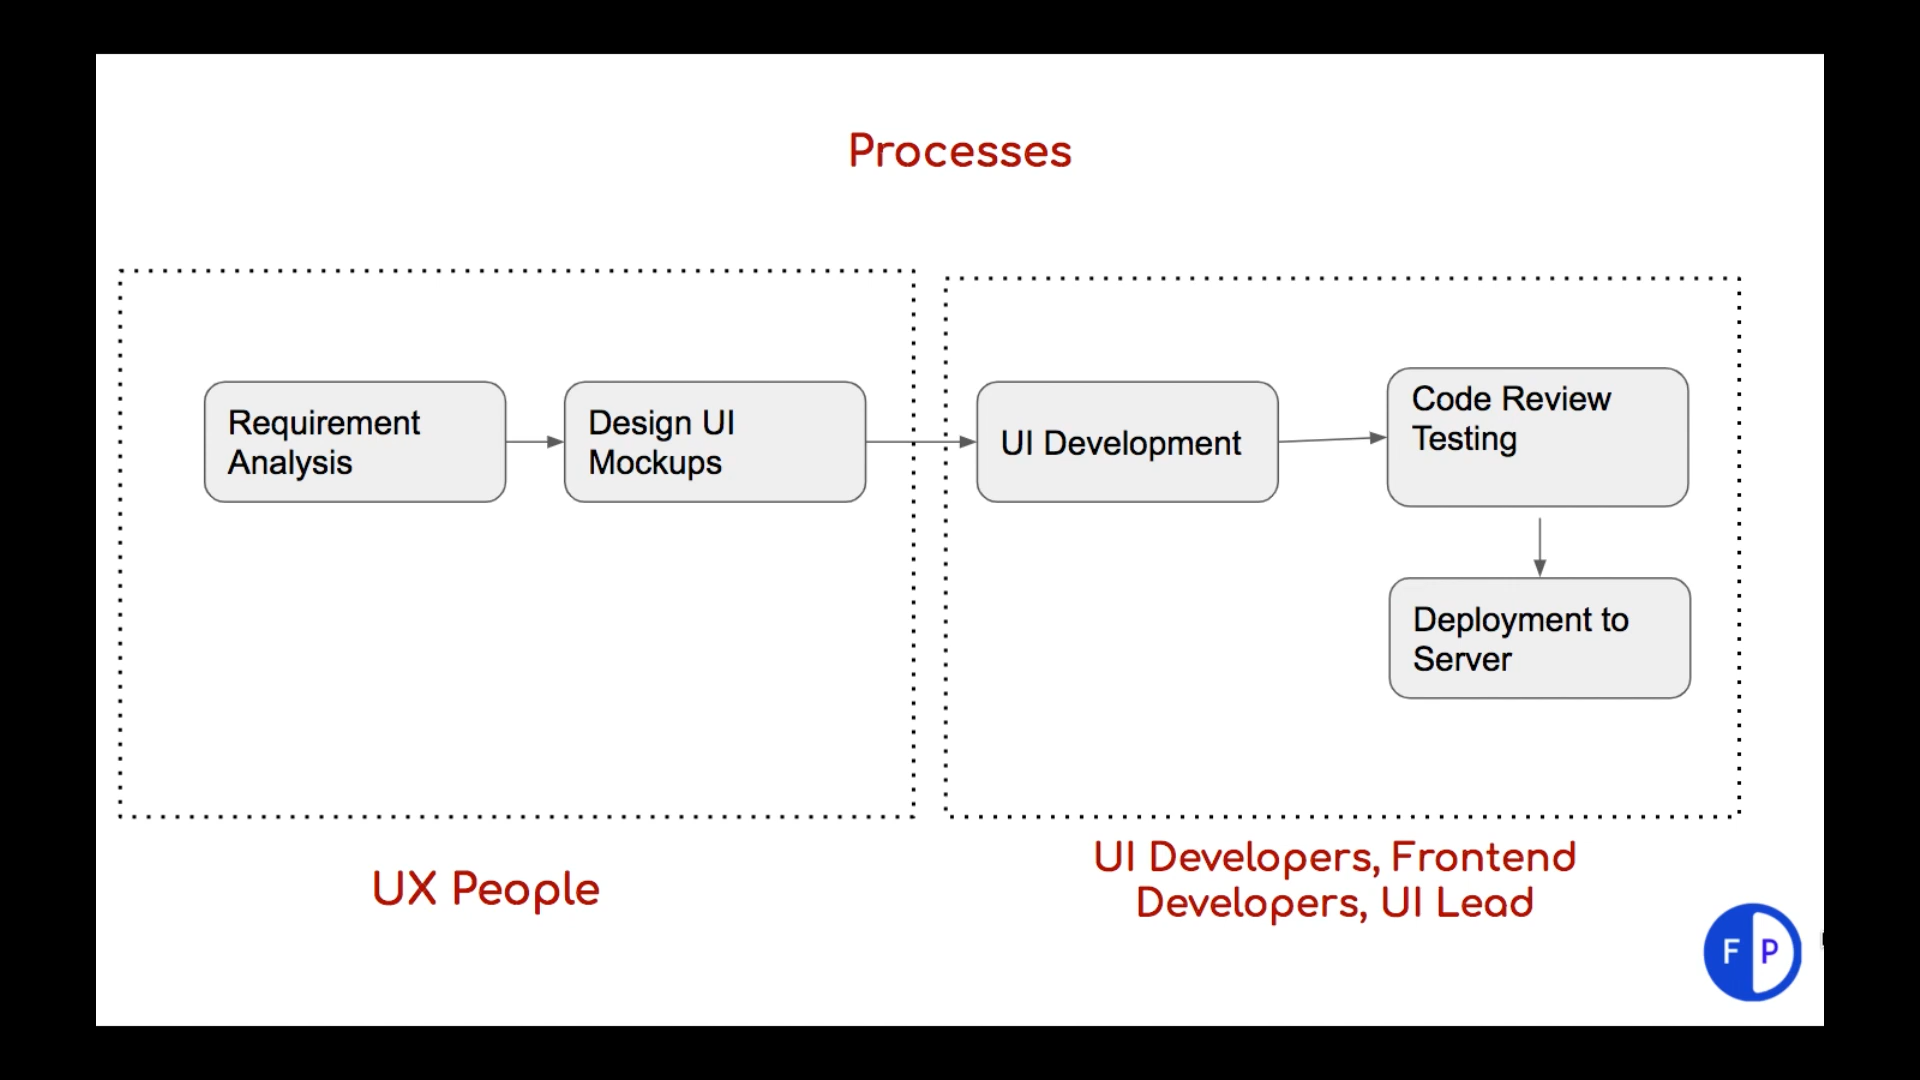 Processes
Requirement
Analysis
Design UI
Mockups
UI Development
Code Review
Testing
Deployment to
Server
UX People
UI Developers, Frontend
Developers, UI Lead
F P